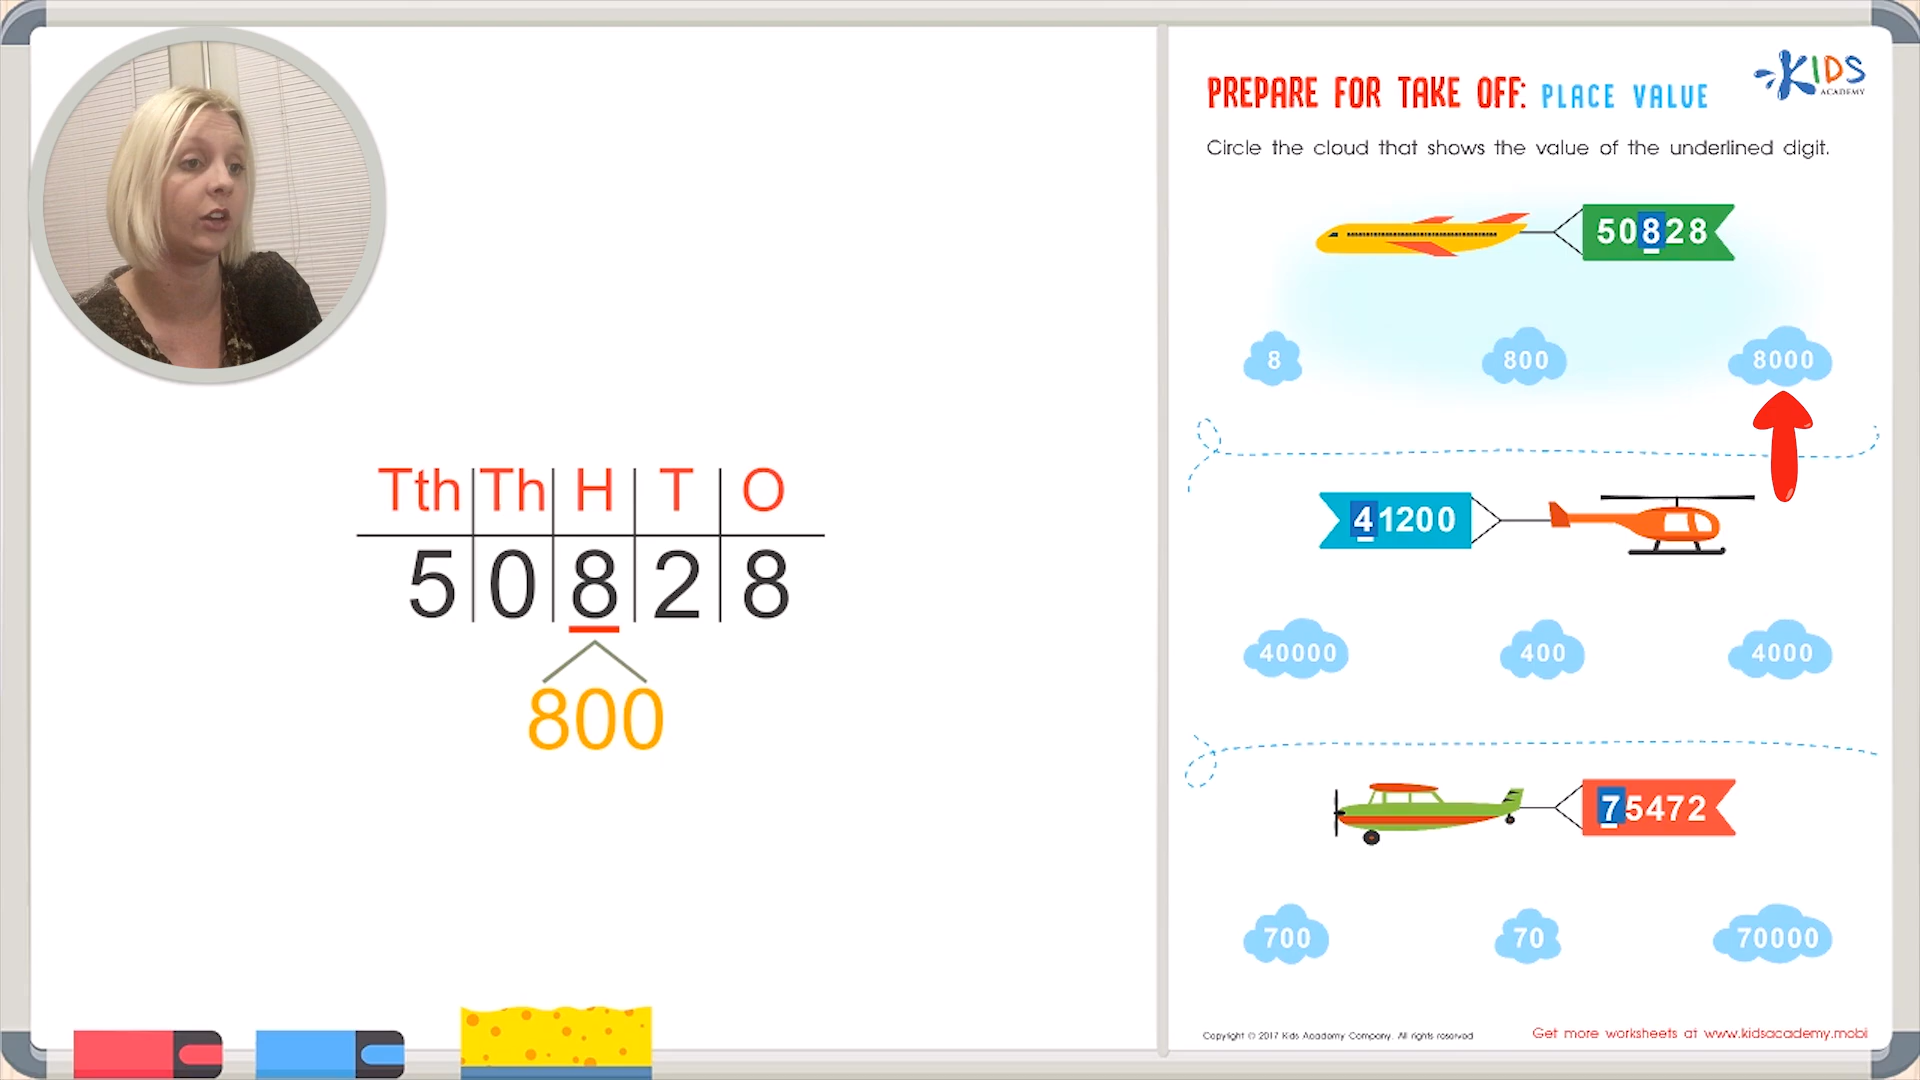 KIDS
ACADEMY
PREPARE FOR TAKE OFF: PLACE VALUE
Circle the cloud that shows the value of the underlined digit.
50828
8 800 8000
41200
40000 400 4000
75472
700 70 70000
Copyright © 2017 Kids Academy Company. All rights reserved
Get more worksheets at www.kidsacademy.mobi
Tth Th H T O
5 0 8 2 8
800